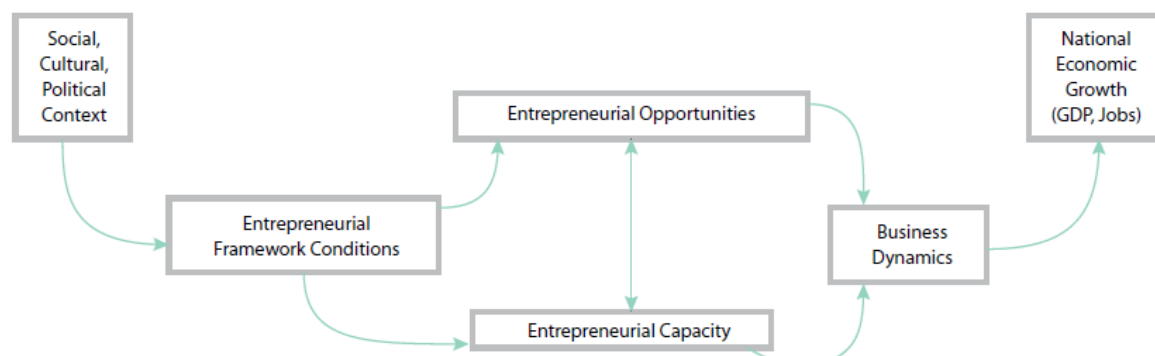 Social,
Cultural,
Political
Context
Entrepreneurial
Framework Conditions
Entrepreneurial Opportunities
Entrepreneurial Capacity
Business
Dynamics
National
Economic
Growth
(GDP, Jobs)